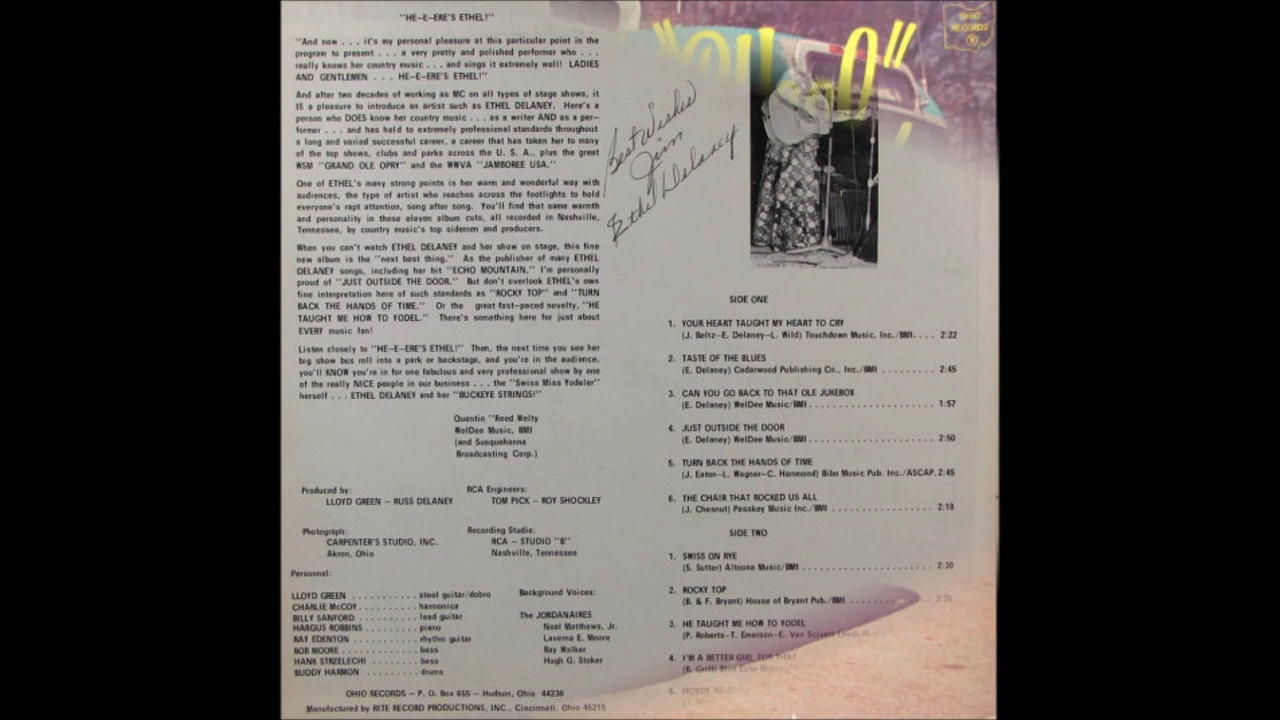 "HE-E-ERE'S ETHEL!"
"And now . . . it's my personal pleasure at this particular point in the
program to present . . . a very pretty and polished performer who . . .
really knows her country music . . . and sings it extremely well! LADIES
AND GENTLEMEN . . . HE-E-ERE'S ETHEL!"
And after two decades of working as MC on all types of stage shows, it
IS a pleasure to introduce an artist such as ETHEL DELANEY. Here's a
person who DOES know her country music . . . as a writer AND as a per-
former . . . and has held to extremely professional standards throughout
a long and varied successful career, a career that has taken her to many
of the top shows, clubs and parks across the U. S. A., plus the great
WSM "GRAND OLE OPRY" and the WWVA "JAMBOREE USA."
One of ETHEL's many strong points is her warm and wonderful way with
audiences, the type of artist who reaches across the footlights to hold
everyone's rapt attention, song after song. You'll find that same warmth
and personality in these eleven album cuts, all recorded in Nashville,
Tennessee, by country music's top sidemen and producers.
When you can't watch ETHEL DELANEY and her show on stage, this fine
new album is the "next best thing." As the publisher of many ETHEL
DELANEY songs, including her hit "ECHO MOUNTAIN," I'm personally
proud of "JUST OUTSIDE THE DOOR." But don't overlook ETHEL's own
fine interpretation here of such standards as "ROCKY TOP" and "TURN
BACK THE HANDS OF TIME." Or the great fast-paced novelty, "HE
TAUGHT ME HOW TO YODEL." There's something here for just about
EVERY music fan!
Listen closely to "HE-E-ERE'S ETHEL!" Then, the next time you see her
big show bus roll into a park or backstage, and you're in the audience,
you'll KNOW you're in for one fabulous and very professional show by one
of the really NICE people in our business . . . the "Swiss Miss Yodeler"
herself . . . ETHEL DELANEY and her "BUCKEYE STRINGS!"
Quentin "Reed Welty
WelDee Music, BMI
(and Susquehanna
Broadcasting Corp.)
Produced by:
LLOYD GREEN - RUSS DELANEY
RCA Engineers:
TOM PICK - ROY SHOCKLEY
Photograph:
CARPENTER'S STUDIO, INC.
Akron, Ohio
Recording Studio:
RCA - STUDIO "B"
Nashville, Tennessee
Personnel:
LLOYD GREEN . . . . . . . . . . . steel guitar/dobro
CHARLIE McCOY . . . . . . . . . harmonica
BILLY SANFORD . . . . . . . . . lead guitar
HARGUS ROBBINS . . . . . . . . piano
RAY EDENTON . . . . . . . . . . rhythm guitar
BOB MOORE . . . . . . . . . . . . bass
HANK STRZELECHI . . . . . . . bass
BUDDY HARMON . . . . . . . . . drums
Background Voices:
The JORDANAIRES
Neal Matthews, Jr.
Laverna E. Moore
Ray Walker
Hugh G. Stoker
OHIO RECORDS - P. O. Box 655 - Hudson, Ohio 44236
Manufactured by RITE RECORD PRODUCTIONS, INC., Cincinnati, Ohio 45215
Best Wishes
Jim
Ethel Delaney
OHIO
RECORDS
SIDE ONE
1. YOUR HEART TAUGHT MY HEART TO CRY
(J. Beltz-E. Delaney-L. Wild) Touchdown Music, Inc./BMI. . . . 2:22
2. TASTE OF THE BLUES
(E. Delaney) Cedarwood Publishing Co., Inc./BMI . . . . . . . . . 2:45
3. CAN YOU GO BACK TO THAT OLE JUKEBOX
(E. Delaney) WelDee Music/BMI . . . . . . . . . . . . . . . . . . . 1:57
4. JUST OUTSIDE THE DOOR
(E. Delaney) WelDee Music/BMI . . . . . . . . . . . . . . . . . . . 2:50
5. TURN BACK THE HANDS OF TIME
(J. Eaton-L. Wagner-C. Hammond) Bibo Music Pub. Inc./ASCAP. 2:45
6. THE CHAIR THAT ROCKED US ALL
(J. Chesnut) Passkey Music Inc./BMI . . . . . . . . . . . . . . . . 2:18
SIDE TWO
1. SWISS ON RYE
(S. Sutter) Altoona Music/BMI . . . . . . . . . . . . . . . . . . . . 2:30
2. ROCKY TOP
(B. & F. Bryant) House of Bryant Pub./BMI . . . . . . . . . . . .
3. HE TAUGHT ME HOW TO YODEL
(P. Roberts-T. Emerson-E. Van
4. I'M A BETTER GIRL FOR THAT
(R. Griff) Blue Echo Music
5. HOWDY